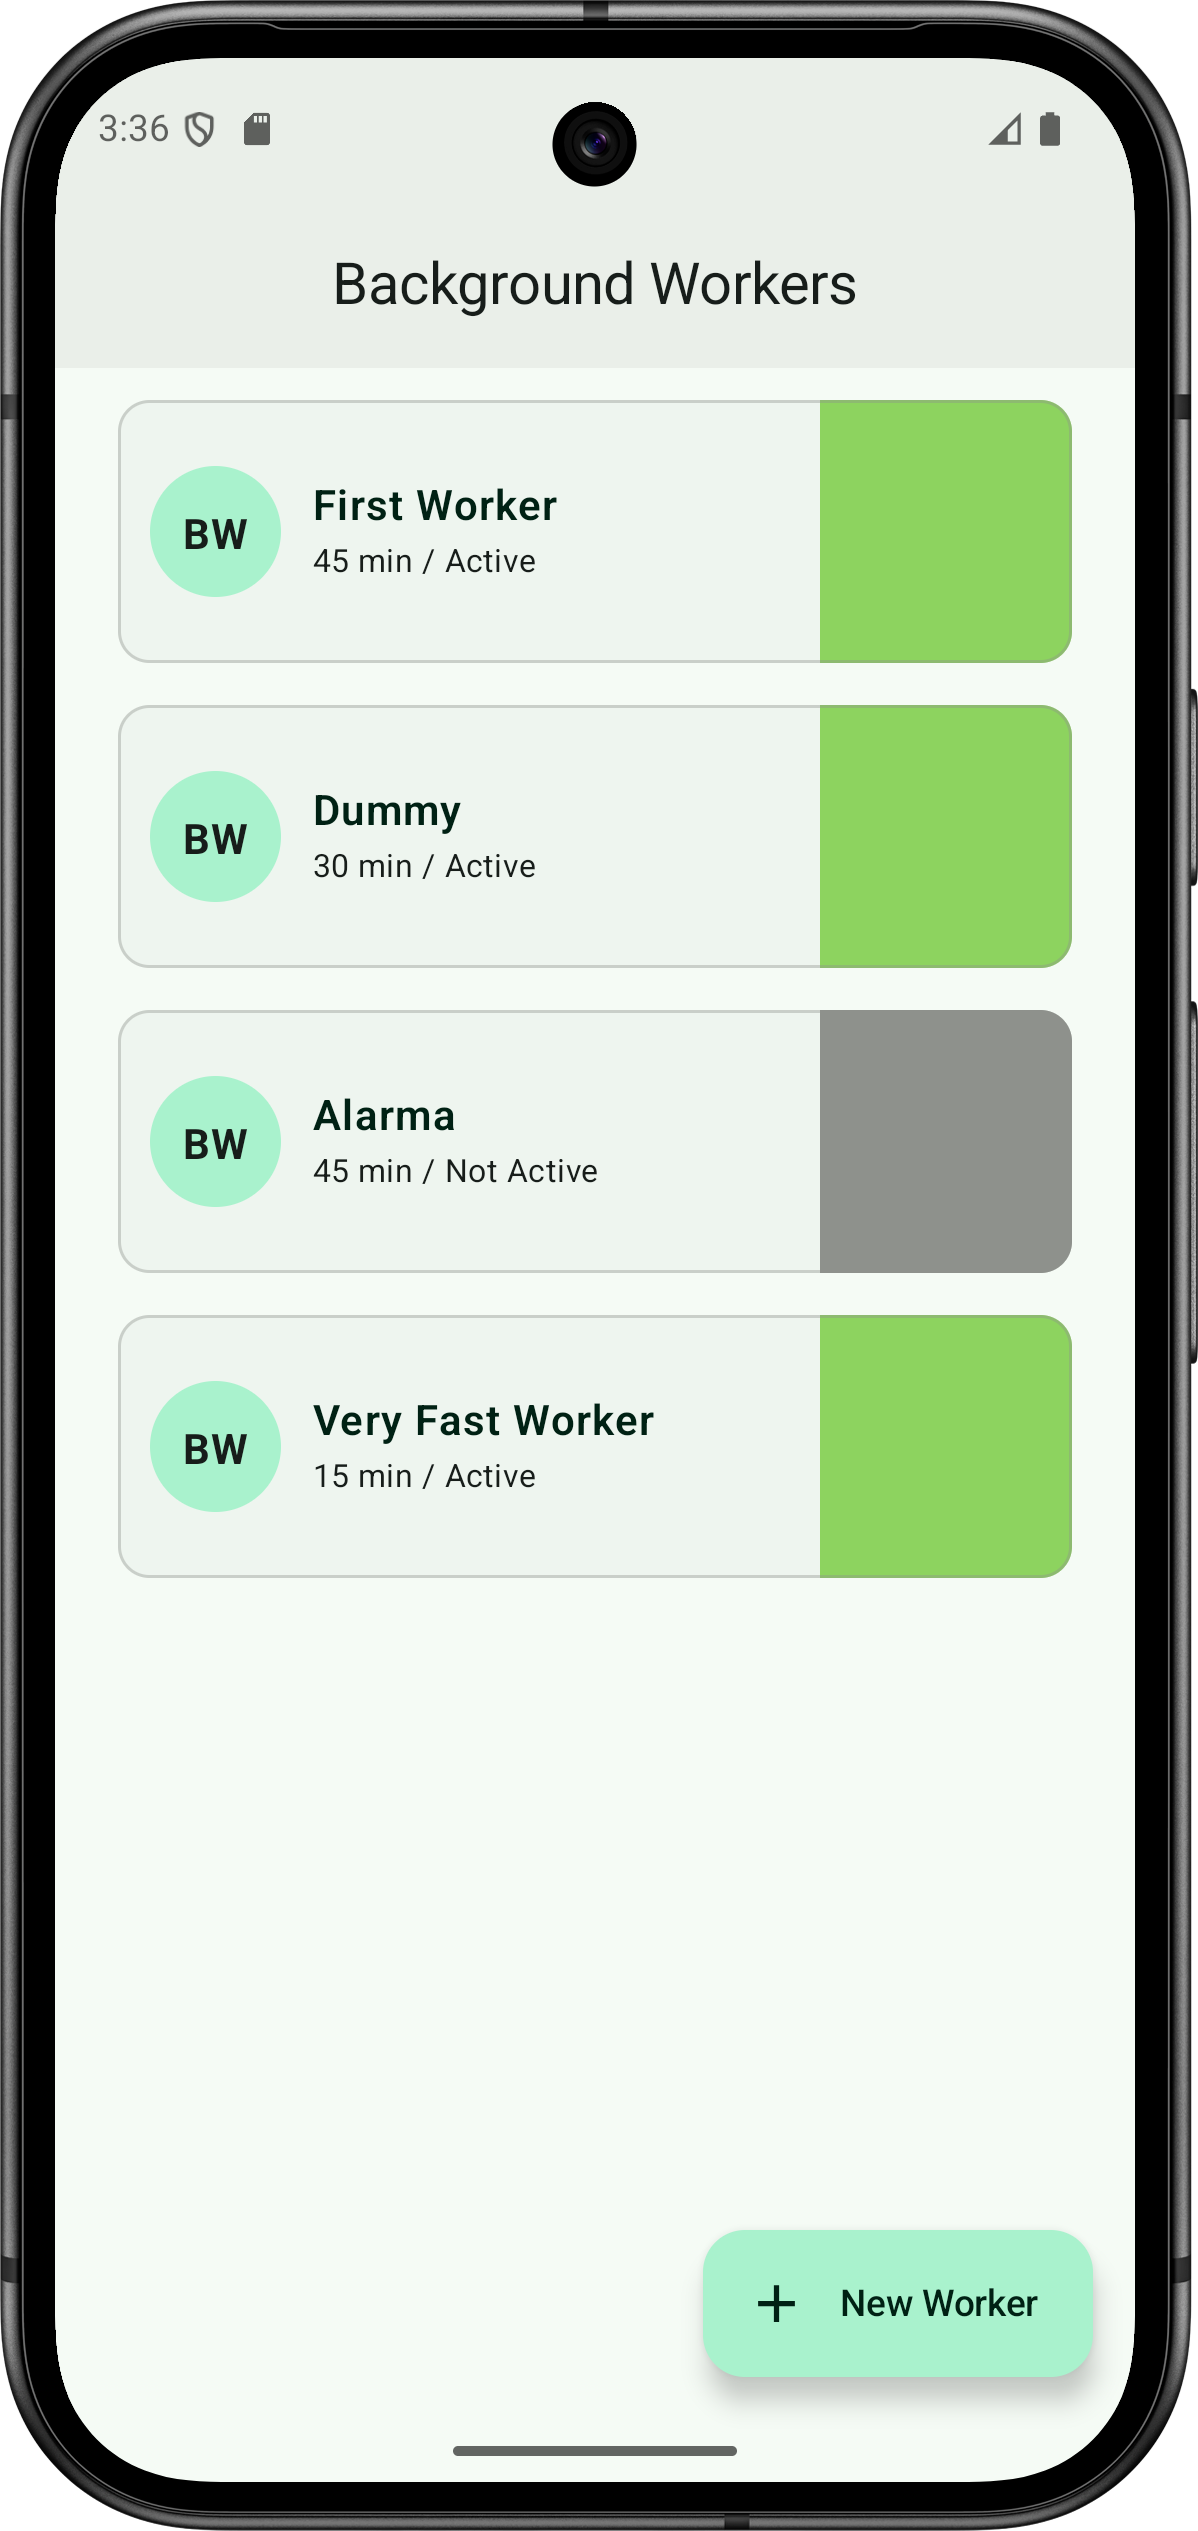 3:36
Background Workers
BW
First Worker
45 min / Active
BW
Dummy
30 min / Active
BW
Alarma
45 min / Not Active
BW
Very Fast Worker
15 min / Active
+ New Worker